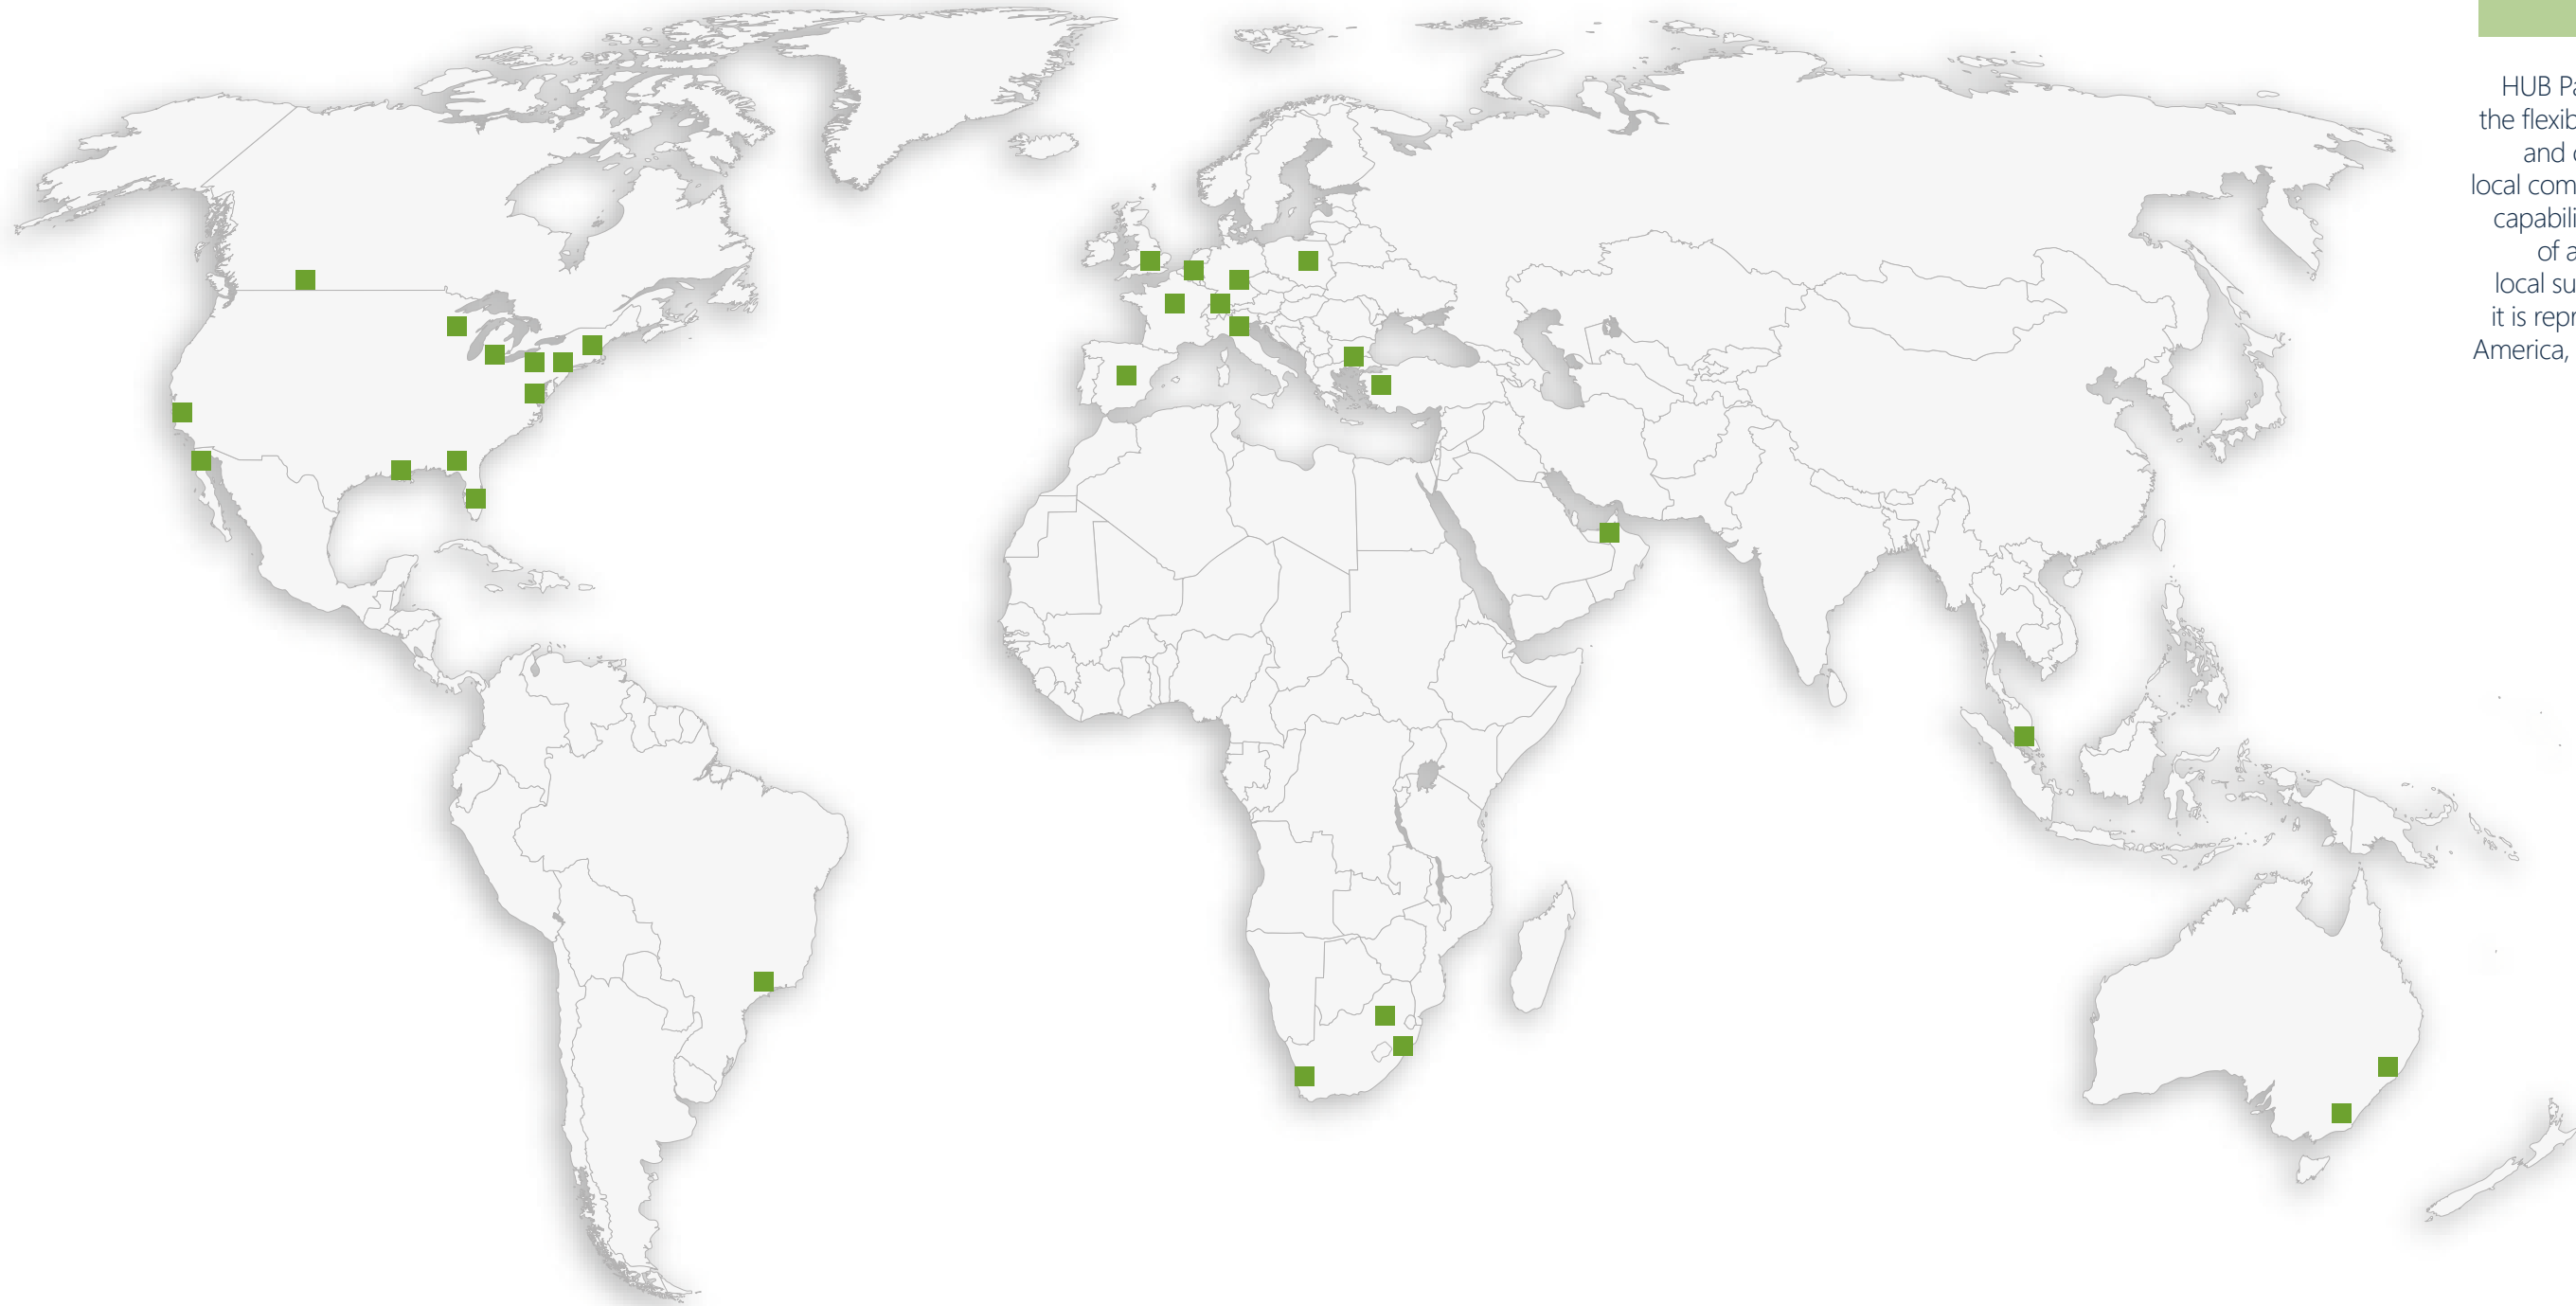 HUB Pa
the flexib
and c
local com
capabili
of a
local su
it is repr
America,